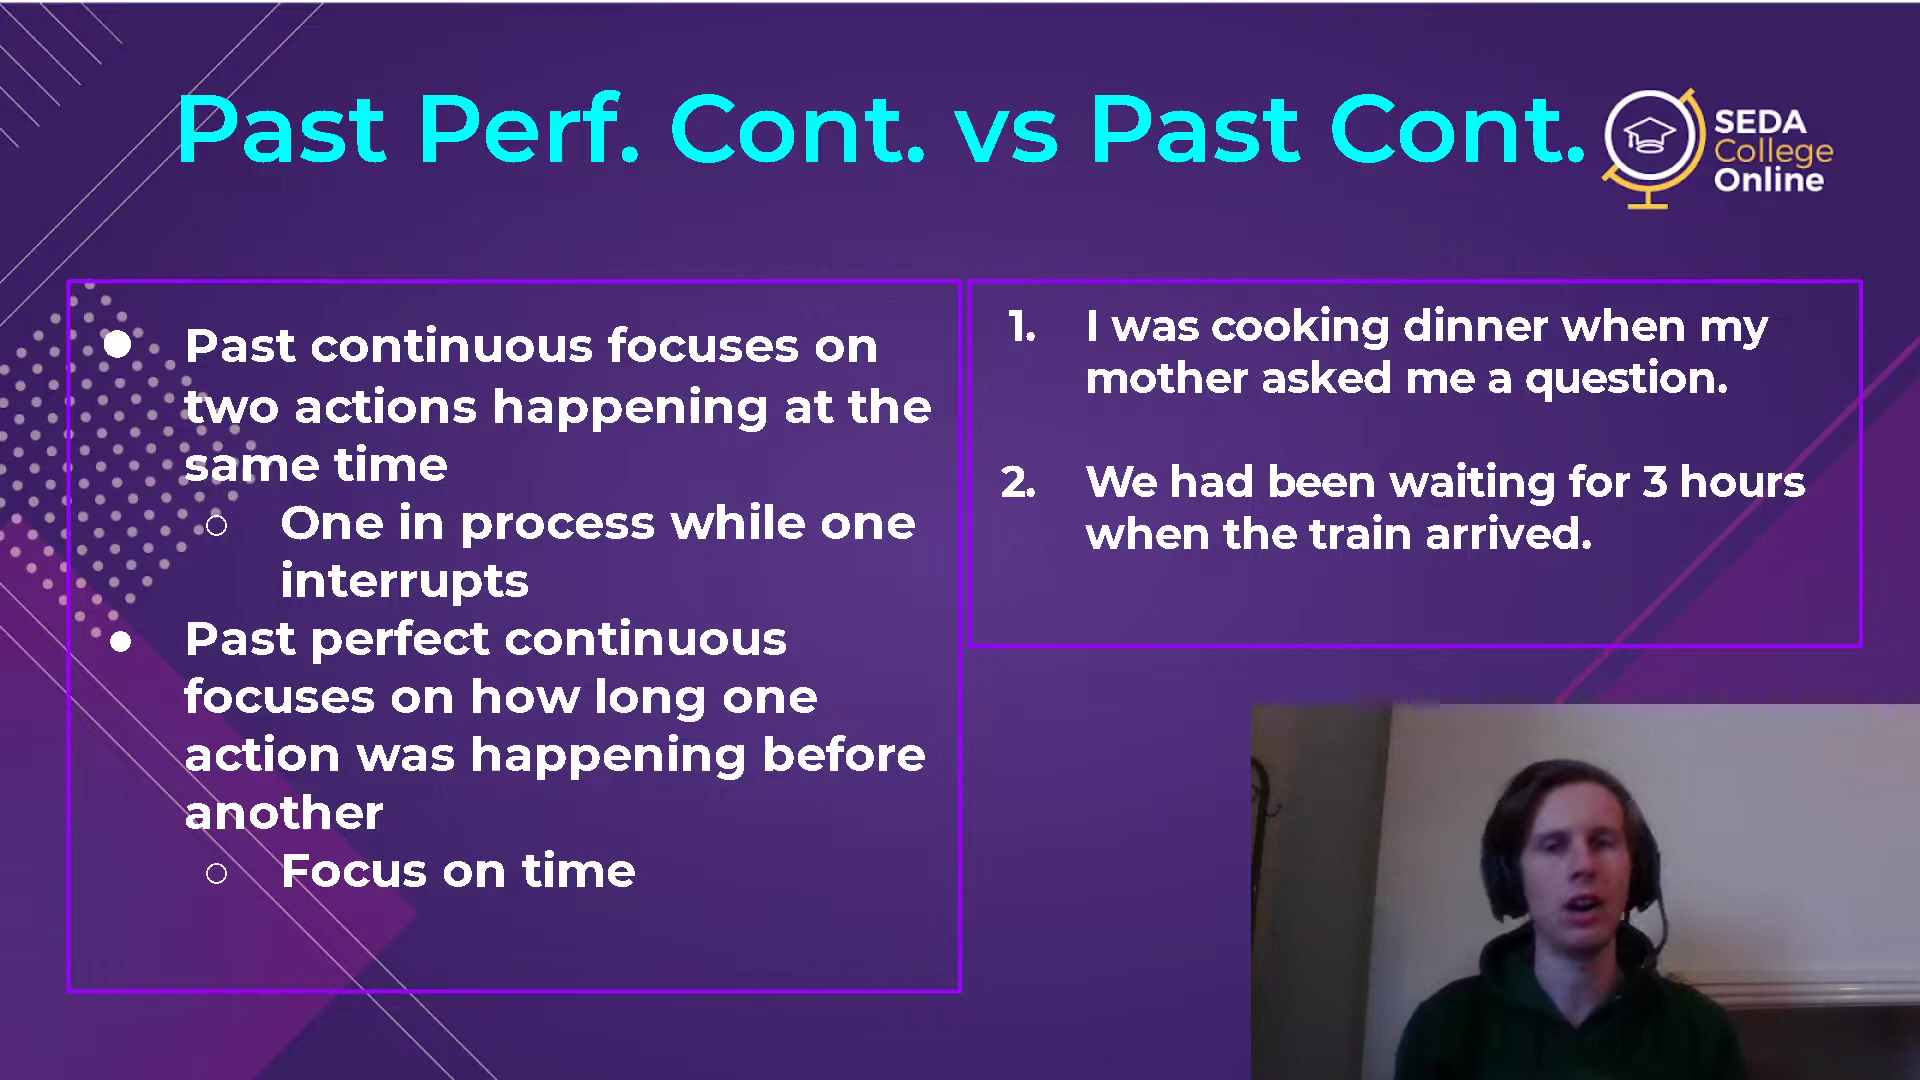 Past Perf. Cont. vs Past Cont.
SEDA
College
Online
● Past continuous focuses on
two actions happening at the
same time
○ One in process while one
interrupts
● Past perfect continuous
focuses on how long one
action was happening before
another
○ Focus on time
1. I was cooking dinner when my
mother asked me a question.
2. We had been waiting for 3 hours
when the train arrived.